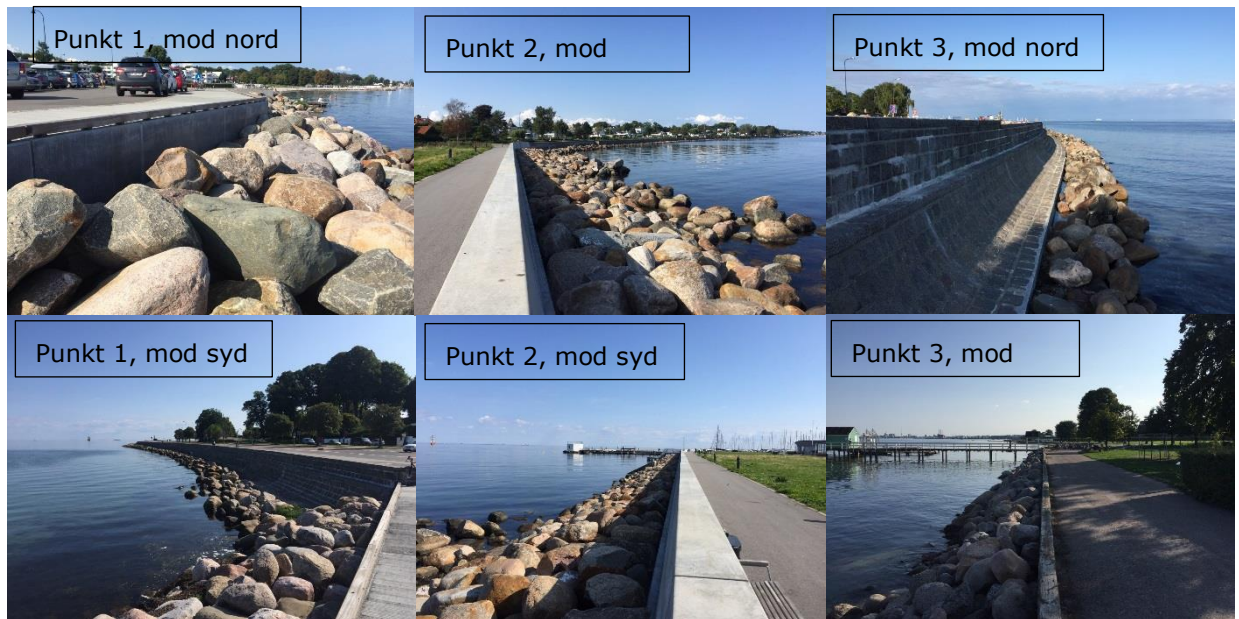 Punkt 1, mod nord
Punkt 2, mod
Punkt 3, mod nord
Punkt 1, mod syd
Punkt 2, mod syd
Punkt 3, mod